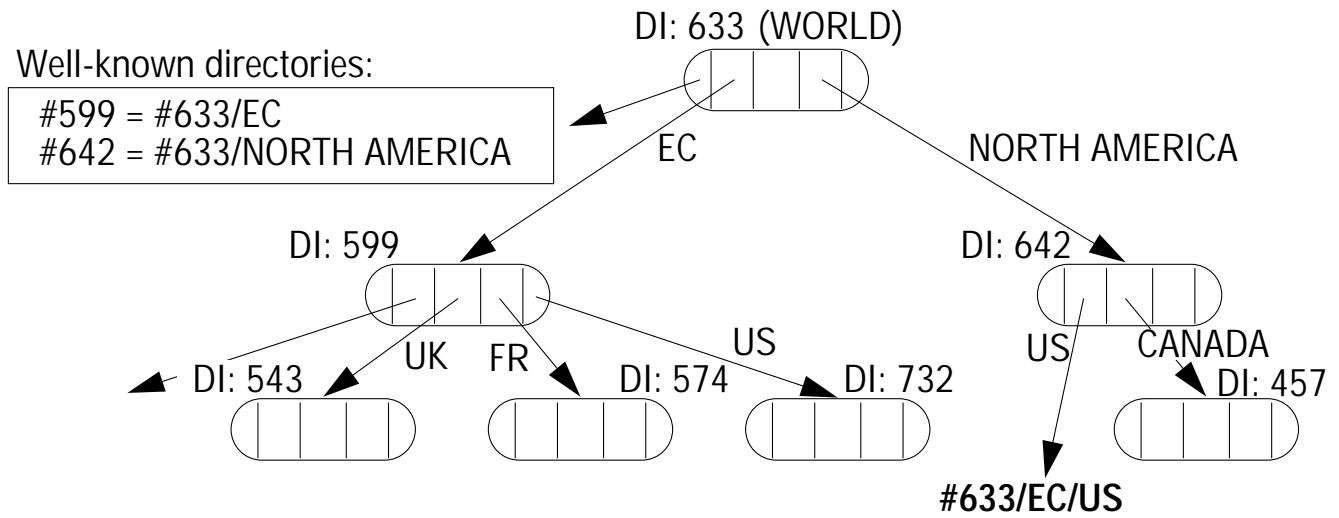 DI: 633 (WORLD)
Well-known directories:
#599 = #633/EC
#642 = #633/NORTH AMERICA
EC
NORTH AMERICA
DI: 599
DI: 642
UK
FR
US
US
CANADA
DI: 543
DI: 574
DI: 732
DI: 457
#633/EC/US